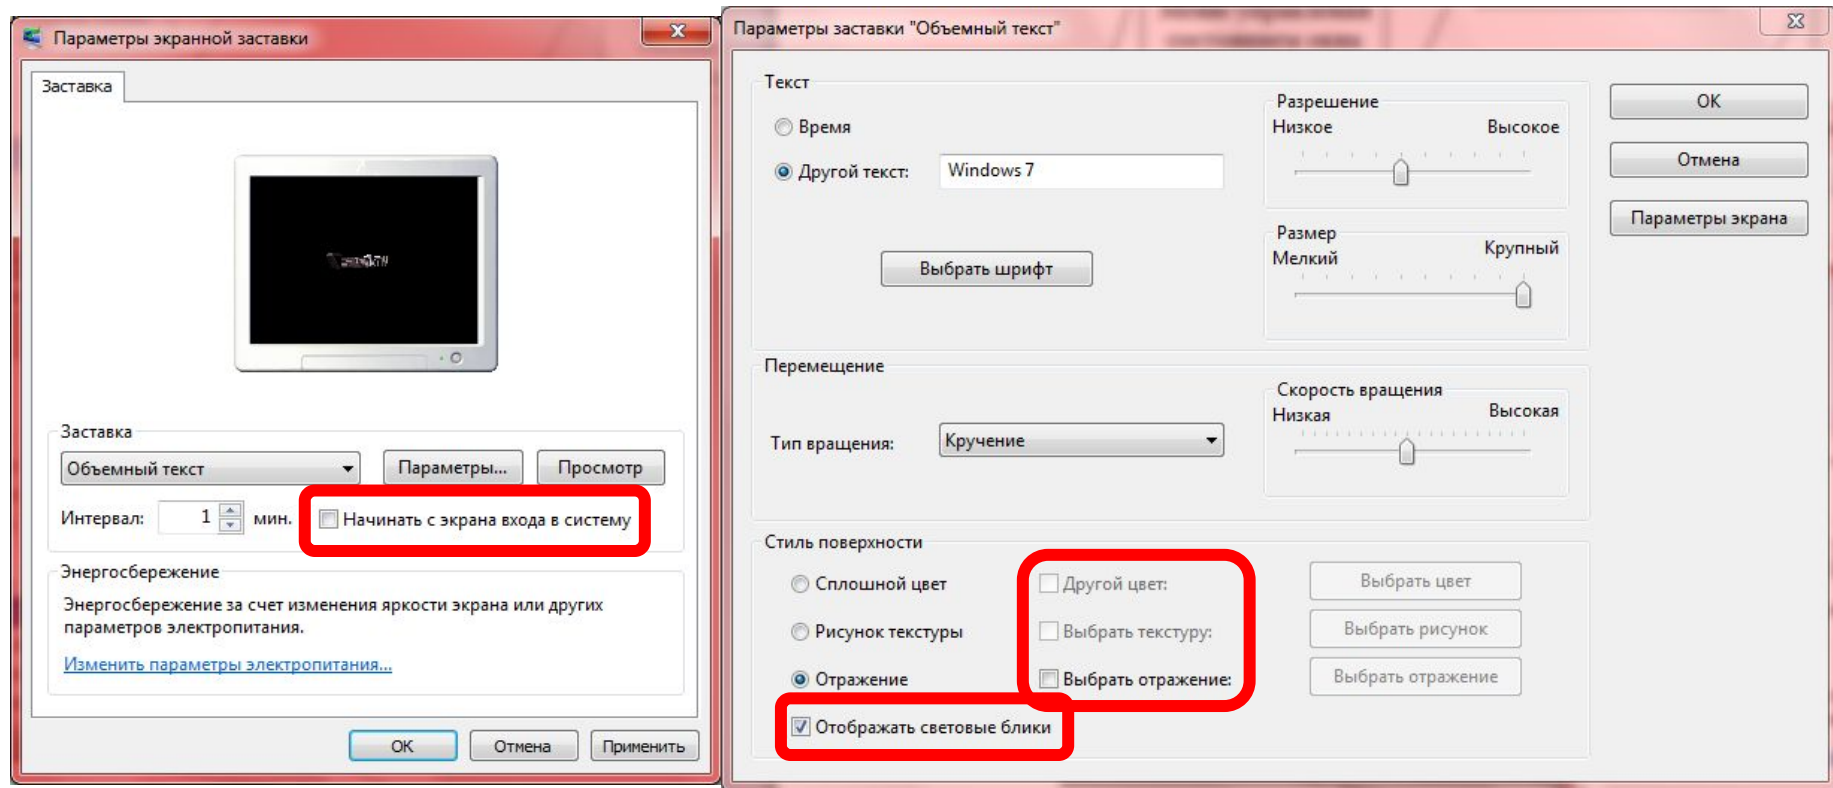 Параметры экранной заставки
Заставка
Заставка
Объемный текст
Параметры...
Просмотр
Интервал:
1
мин.
Начинать с экрана входа в систему
Энергосбережение
Энергосбережение за счет изменения яркости экрана или других
параметров электропитания.
Изменить параметры электропитания...
OK
Отмена
Применить
Параметры заставки "Объемный текст"
Текст
Время
Другой текст:
Windows 7
Выбрать шрифт
Разрешение
Низкое
Высокое
Размер
Мелкий
Крупный
OK
Отмена
Параметры экрана
Перемещение
Тип вращения:
Кручение
Скорость вращения
Низкая
Высокая
Стиль поверхности
Сплошной цвет
Другой цвет:
Выбрать цвет
Рисунок текстуры
Выбрать текстуру:
Выбрать рисунок
Отражение
Выбрать отражение:
Выбрать отражение
Отображать световые блики